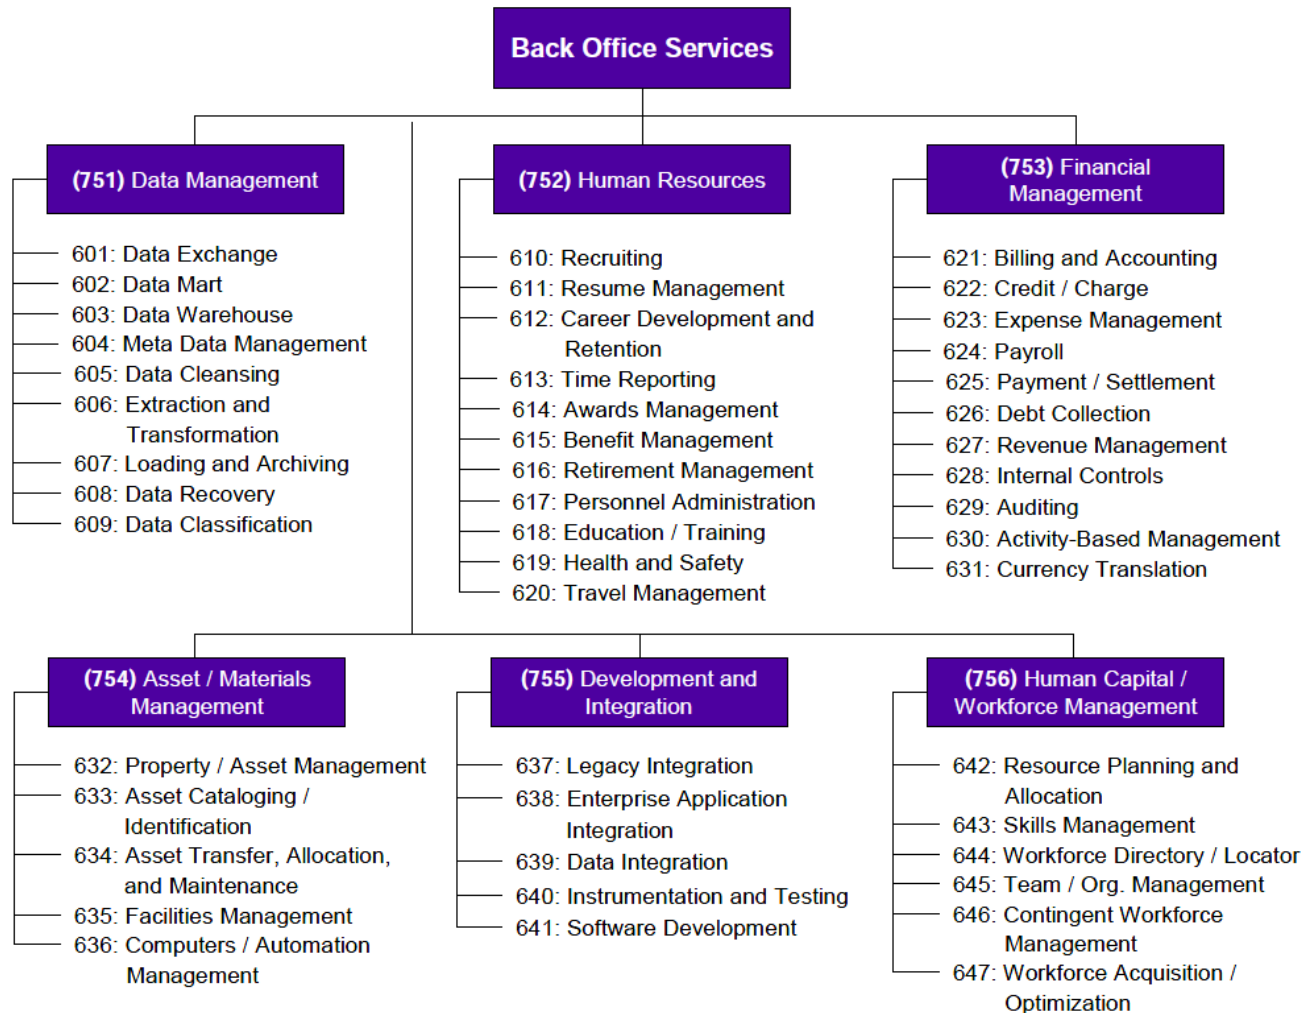 Back Office Services
(751) Data Management
601: Data Exchange
602: Data Mart
603: Data Warehouse
604: Meta Data Management
605: Data Cleansing
606: Extraction and
Transformation
607: Loading and Archiving
608: Data Recovery
609: Data Classification
(752) Human Resources
610: Recruiting
611: Resume Management
612: Career Development and
Retention
613: Time Reporting
614: Awards Management
615: Benefit Management
616: Retirement Management
617: Personnel Administration
618: Education / Training
619: Health and Safety
620: Travel Management
(753) Financial
Management
621: Billing and Accounting
622: Credit / Charge
623: Expense Management
624: Payroll
625: Payment / Settlement
626: Debt Collection
627: Revenue Management
628: Internal Controls
629: Auditing
630: Activity-Based Management
631: Currency Translation
(754) Asset / Materials
Management
632: Property / Asset Management
633: Asset Cataloging /
Identification
634: Asset Transfer, Allocation,
and Maintenance
635: Facilities Management
636: Computers / Automation
Management
(755) Development and
Integration
637: Legacy Integration
638: Enterprise Application
Integration
639: Data Integration
640: Instrumentation and Testing
641: Software Development
(756) Human Capital /
Workforce Management
642: Resource Planning and
Allocation
643: Skills Management
644: Workforce Directory / Locator
645: Team / Org. Management
646: Contingent Workforce
Management
647: Workforce Acquisition /
Optimization